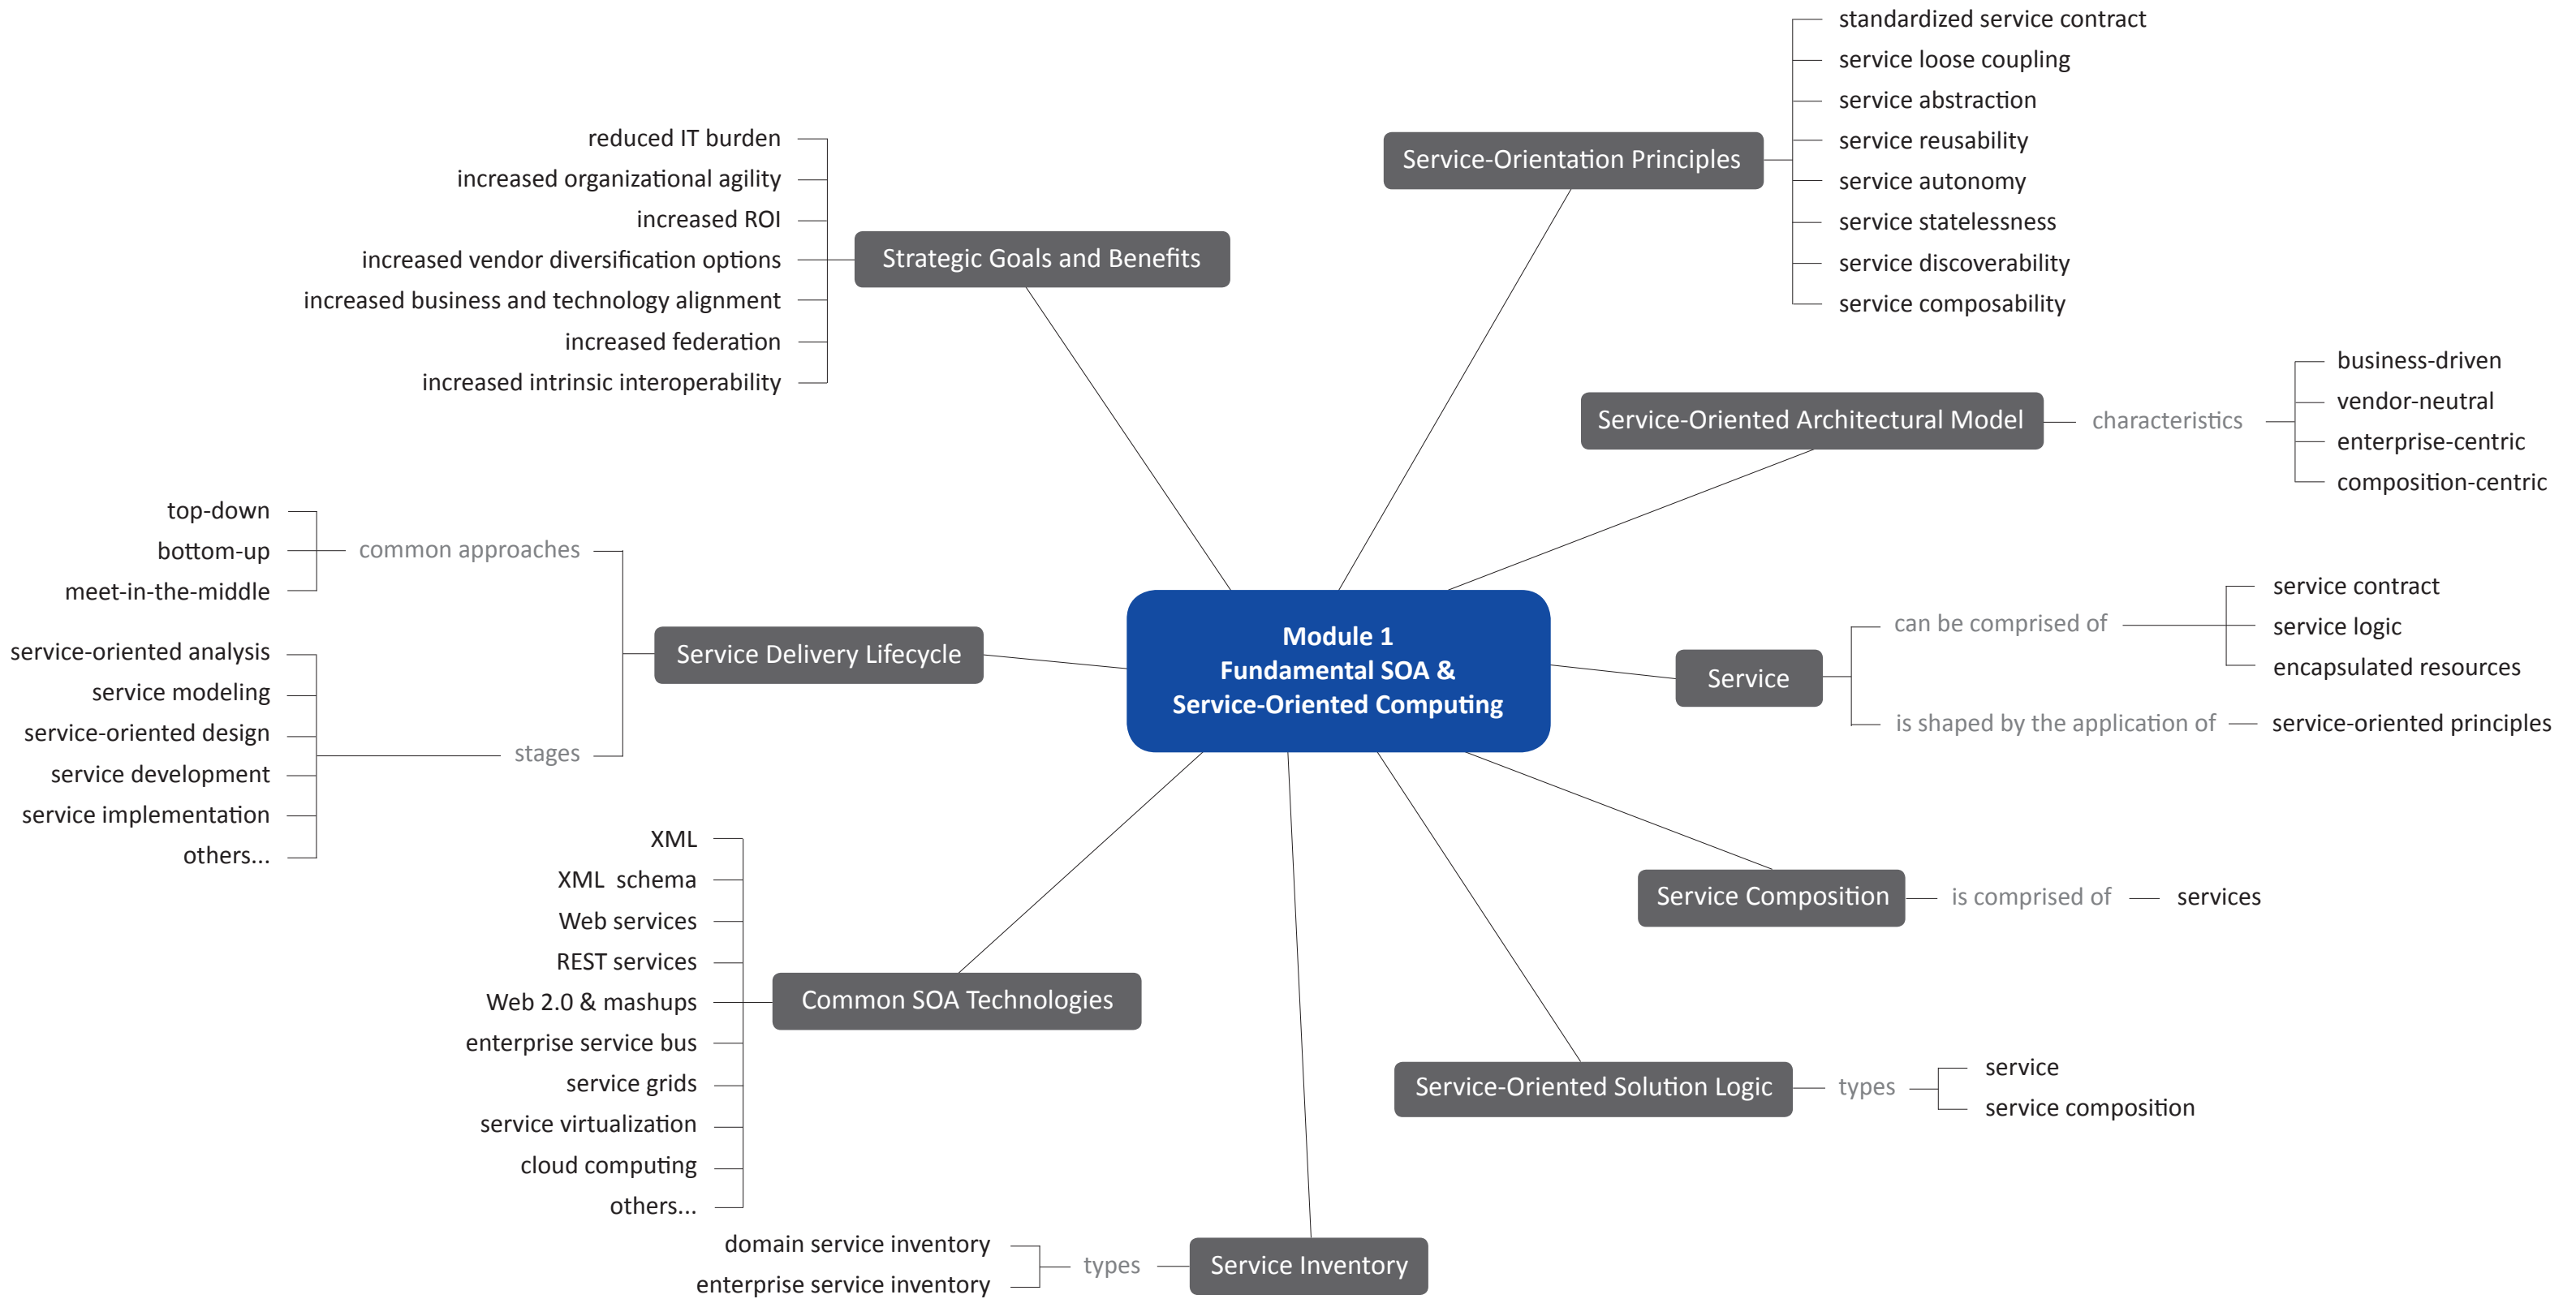 Module 1
Fundamental SOA &
Service-Oriented Computing
Strategic Goals and Benefits
reduced IT burden
increased organizational agility
increased ROI
increased vendor diversification options
increased business and technology alignment
increased federation
increased intrinsic interoperability
Service-Orientation Principles
standardized service contract
service loose coupling
service abstraction
service reusability
service autonomy
service statelessness
service discoverability
service composability
Service-Oriented Architectural Model
characteristics
business-driven
vendor-neutral
enterprise-centric
composition-centric
Service
can be comprised of
service contract
service logic
encapsulated resources
is shaped by the application of
service-oriented principles
Service Composition
is comprised of
services
Service-Oriented Solution Logic
types
service
service composition
Service Inventory
types
domain service inventory
enterprise service inventory
Common SOA Technologies
XML
XML  schema
Web services
REST services
Web 2.0 & mashups
enterprise service bus
service grids
service virtualization
cloud computing
others...
Service Delivery Lifecycle
common approaches
top-down
bottom-up
meet-in-the-middle
stages
service-oriented analysis
service modeling
service-oriented design
service development
service implementation
others...